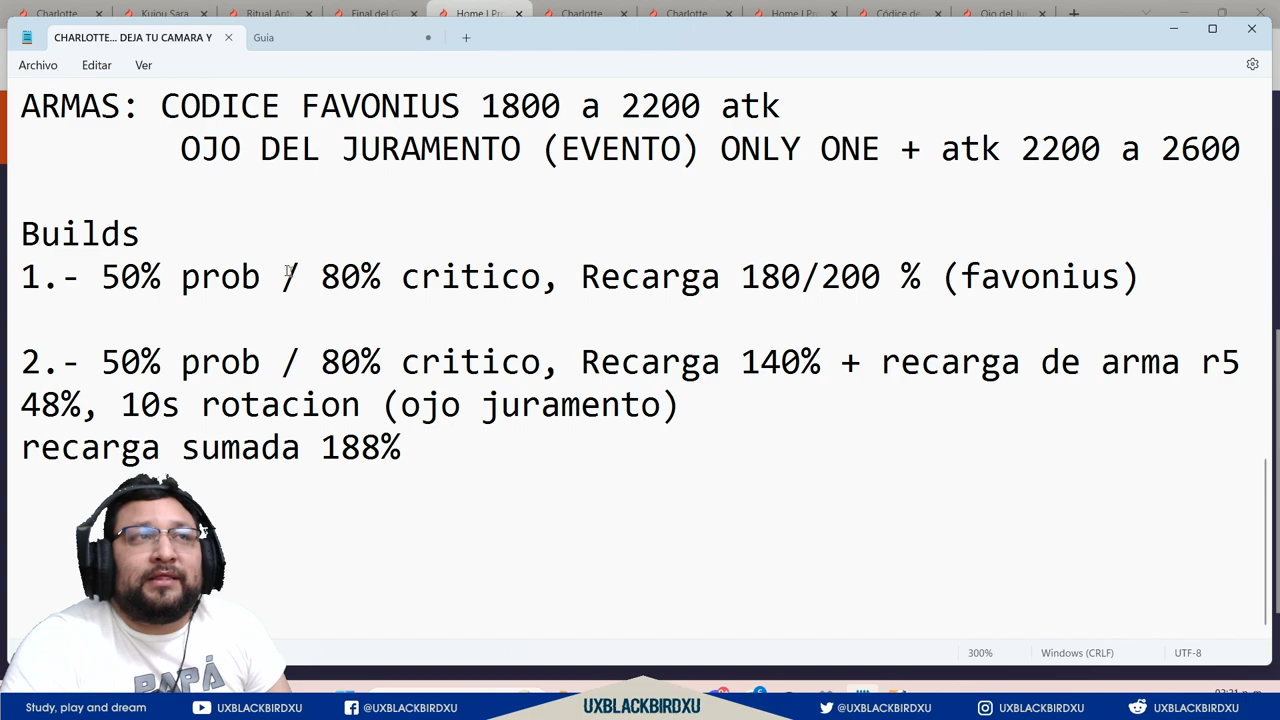 Charlotte
Kujou Sara
Ritual Ant
Final del G
Home | Pr
Charlotte
Charlotte
Home | Pr
Códice de
Ojo del Ju
CHARLOTTE... DEJA TU CAMARA Y
Guia
Archivo Editar Ver
ARMAS: CODICE FAVONIUS 1800 a 2200 atk
OJO DEL JURAMENTO (EVENTO) ONLY ONE + atk 2200 a 2600
Builds
1.- 50% prob / 80% critico, Recarga 180/200 % (favonius)
2.- 50% prob / 80% critico, Recarga 140% + recarga de arma r5
48%, 10s rotacion (ojo juramento)
recarga sumada 188%
PAPÁ
300% Windows (CRLF) UTF-8
Study, play and dream
UXBLACKBIRDXU
@UXBLACKBIRDXU
UXBLACKBIRDXU
@UXBLACKBIRDXU
UXBLACKBIRDXU
UXBLACKBIRDXU